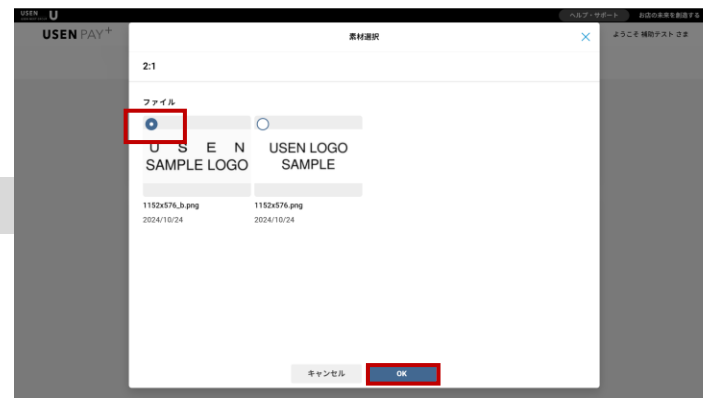 USEN U
ヘルプ・サポート お店の未来を創造する
USEN PAY+
ようこそ 補助テスト さま
素材選択
2:1
ファイル
U S E N
SAMPLE LOGO
USEN LOGO
SAMPLE
1152x576_b.png 1152x576.png
2024/10/24 2024/10/24
キャンセル OK